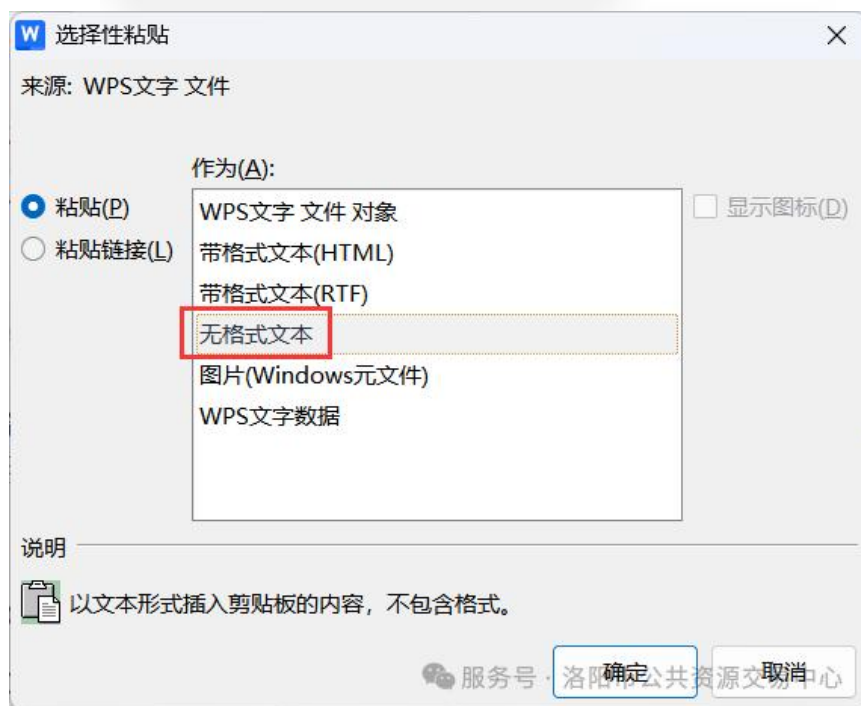 W 选择性粘贴
来源: WPS文字 文件
作为(A):
粘贴(P)
粘贴链接(L)
WPS文字 文件 对象
带格式文本(HTML)
带格式文本(RTF)
无格式文本
图片(Windows元文件)
WPS文字数据
显示图标(D)
说明
以文本形式插入剪贴板的内容，不包含格式。
确定
取消
服务号 · 洛阳市公共资源交易中心